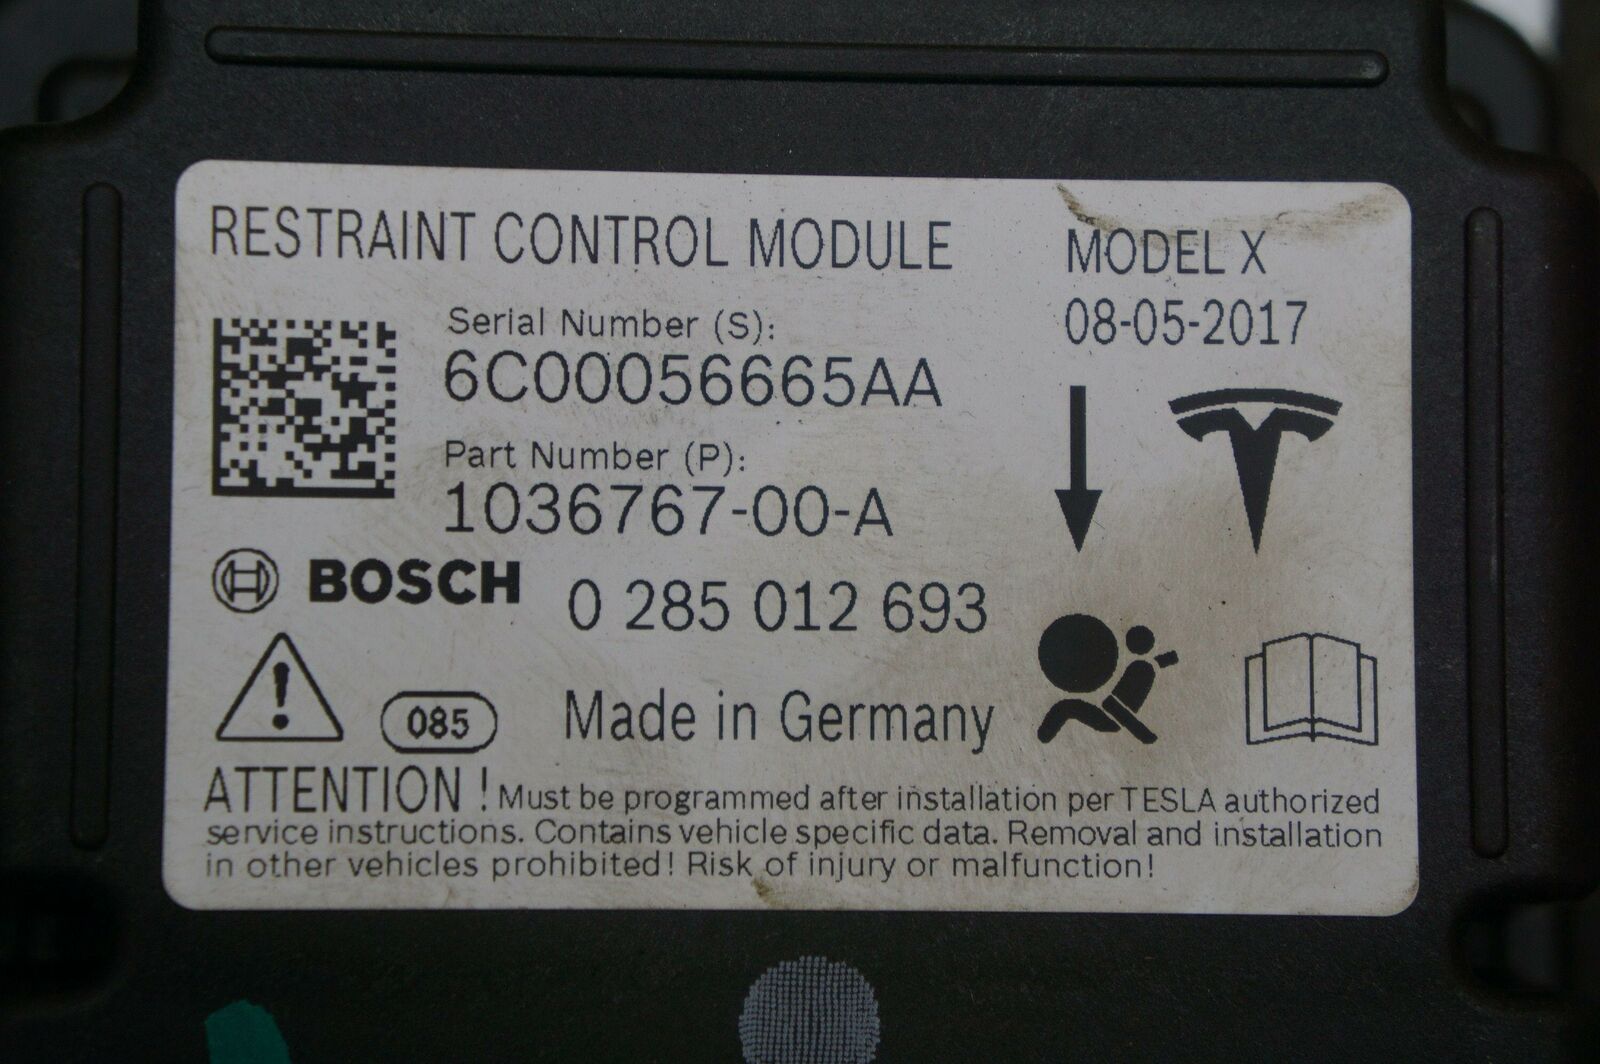 RESTRAINT CONTROL MODULE
MODEL X
08-05-2017
Serial Number (S):
6C00056665AA
Part Number (P):
1036767-00-A
BOSCH
0 285 012 693
085
Made in Germany
ATTENTION ! Must be programmed after installation per TESLA authorized
service instructions. Contains vehicle specific data. Removal and installation
in other vehicles prohibited! Risk of injury or malfunction!